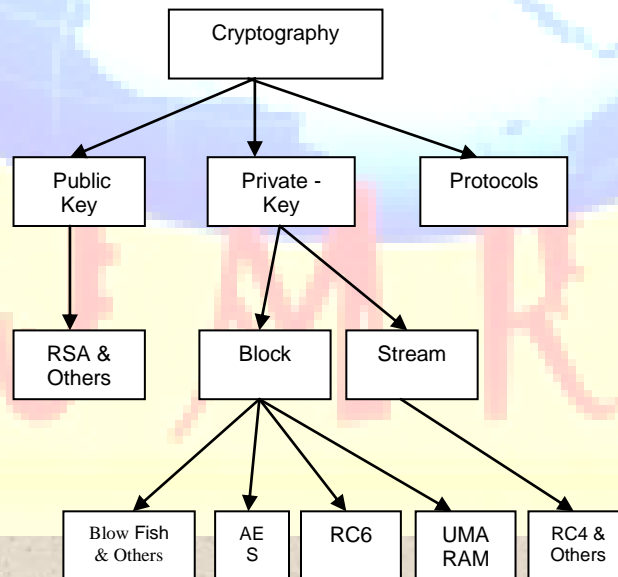 Cryptography
Public
Key
Private -
Key
Protocols
RSA &
Others
Block
Stream
Blow Fish
& Others
AE
S
RC6
UMA
RAM
RC4 &
Others